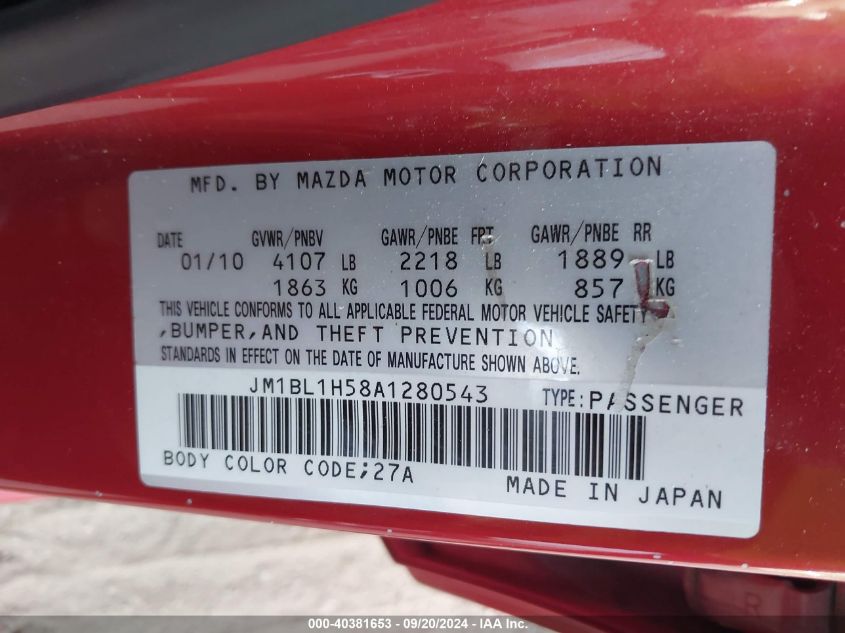 MFD. BY MAZDA MOTOR CORPORATION
DATE GVWR/PNBV GAWR/PNBE FRT GAWR/PNBE RR
01/10 4107 LB 2218 LB 1889 LB
1863 KG 1006 KG 857 KG
THIS VEHICLE CONFORMS TO ALL APPLICABLE FEDERAL MOTOR VEHICLE SAFETY
,BUMPER,AND THEFT PREVENTION
STANDARDS IN EFFECT ON THE DATE OF MANUFACTURE SHOWN ABOVE.
JM1BL1H58A1280543 TYPE:PASSENGER
BODY COLOR CODE;27A
MADE IN JAPAN
R
000-40381653 - 09/20/2024 - IAA Inc.